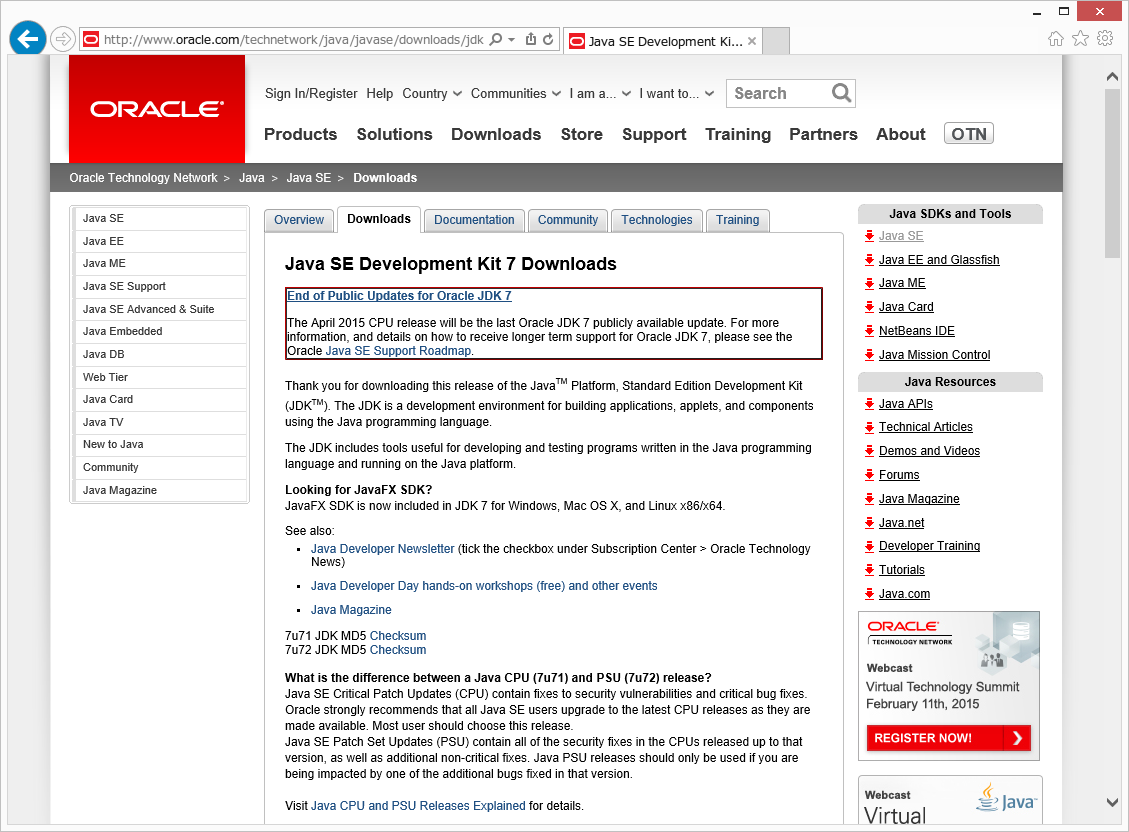 http://www.oracle.com/technetwork/java/javase/downloads/jdk
Java SE Development Ki...
ORACLE
Sign In/Register Help Country Communities I am a... I want to... Search
Products Solutions Downloads Store Support Training Partners About OTN
Oracle Technology Network > Java > Java SE > Downloads
Java SE
Java EE
Java ME
Java SE Support
Java SE Advanced & Suite
Java Embedded
Java DB
Web Tier
Java Card
Java TV
New to Java
Community
Java Magazine
Overview Downloads Documentation Community Technologies Training
Java SE Development Kit 7 Downloads
End of Public Updates for Oracle JDK 7
The April 2015 CPU release will be the last Oracle JDK 7 publicly available update. For more
information, and details on how to receive longer term support for Oracle JDK 7, please see the
Oracle Java SE Support Roadmap.
Thank you for downloading this release of the Java™ Platform, Standard Edition Development Kit
(JDK™). The JDK is a development environment for building applications, applets, and components
using the Java programming language.
The JDK includes tools useful for developing and testing programs written in the Java programming
language and running on the Java platform.
Looking for JavaFX SDK?
JavaFX SDK is now included in JDK 7 for Windows, Mac OS X, and Linux x86/x64.
See also:
▪ Java Developer Newsletter (tick the checkbox under Subscription Center > Oracle Technology
News)
▪ Java Developer Day hands-on workshops (free) and other events
▪ Java Magazine
7u71 JDK MD5 Checksum
7u72 JDK MD5 Checksum
What is the difference between a Java CPU (7u71) and PSU (7u72) release?
Java SE Critical Patch Updates (CPU) contain fixes to security vulnerabilities and critical bug fixes.
Oracle strongly recommends that all Java SE users upgrade to the latest CPU releases as they are
made available. Most user should choose this release.
Java SE Patch Set Updates (PSU) contain all of the security fixes in the CPUs released up to that
version, as well as additional non-critical fixes. Java PSU releases should only be used if you are
being impacted by one of the additional bugs fixed in that version.
Visit Java CPU and PSU Releases Explained for details.
Java SDKs and Tools
Java SE
Java EE and Glassfish
Java ME
Java Card
NetBeans IDE
Java Mission Control
Java Resources
Java APIs
Technical Articles
Demos and Videos
Forums
Java Magazine
Java.net
Developer Training
Tutorials
Java.com
ORACLE
TECHNOLOGY NETWORK
Webcast
Virtual Technology Summit
February 11th, 2015
REGISTER NOW!
Webcast
Virtual
Java